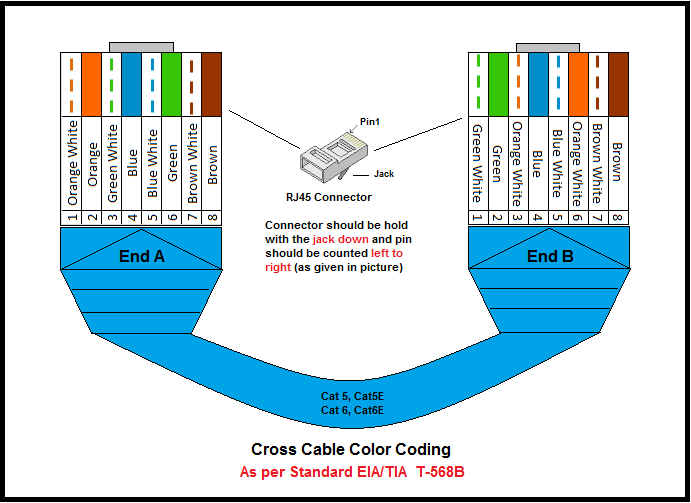 Orange White
Orange
Green White
Blue
Blue White
Green
Brown White
Brown
1 2 3 4 5 6 7 8
End A
Pin1
Jack
RJ45 Connector
Connector should be hold
with the jack down and pin
should be counted left to
right (as given in picture)
Green White
Green
Orange White
Blue
Blue White
Orange White
Brown White
Brown
1 2 3 4 5 6 7 8
End B
Cat 5, Cat5E
Cat 6, Cat6E
Cross Cable Color Coding
As per Standard EIA/TIA T-568B